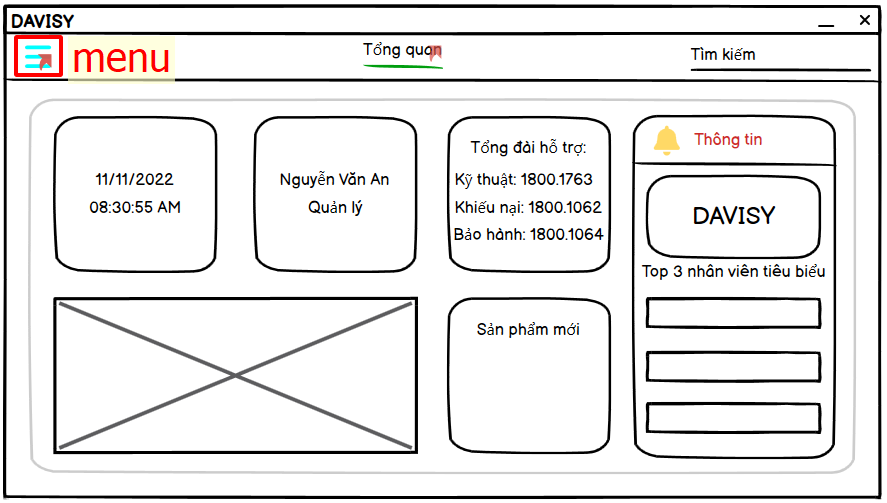 DAVISY
menu
Tổng quan
Tìm kiếm
11/11/2022
08:30:55 AM
Nguyễn Văn An
Quản lý
Tổng đài hỗ trợ:
Kỹ thuật: 1800.1763
Khiếu nại: 1800.1062
Bảo hành: 1800.1064
Thông tin
DAVISY
Top 3 nhân viên tiêu biểu
Sản phẩm mới